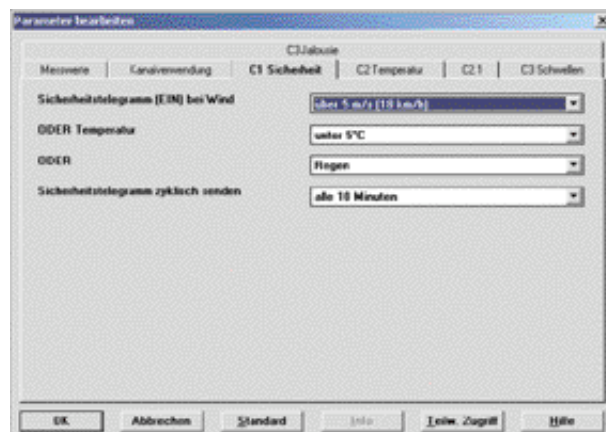 Parameter bearbeiten
C3Jalousie
Messwerte Kanalverwendung C1 Sicherheit C2 Temperatur C2.1 C3 Schwellen
Sicherheitstelegramm (EIN) bei Wind über 5 m/s (18 km/h)
ODER Temperatur unter 5°C
ODER Regen
Sicherheitstelegramm zyklisch senden alle 10 Minuten
OK Abbrechen Standard Info Teilw. Zugriff Hilfe